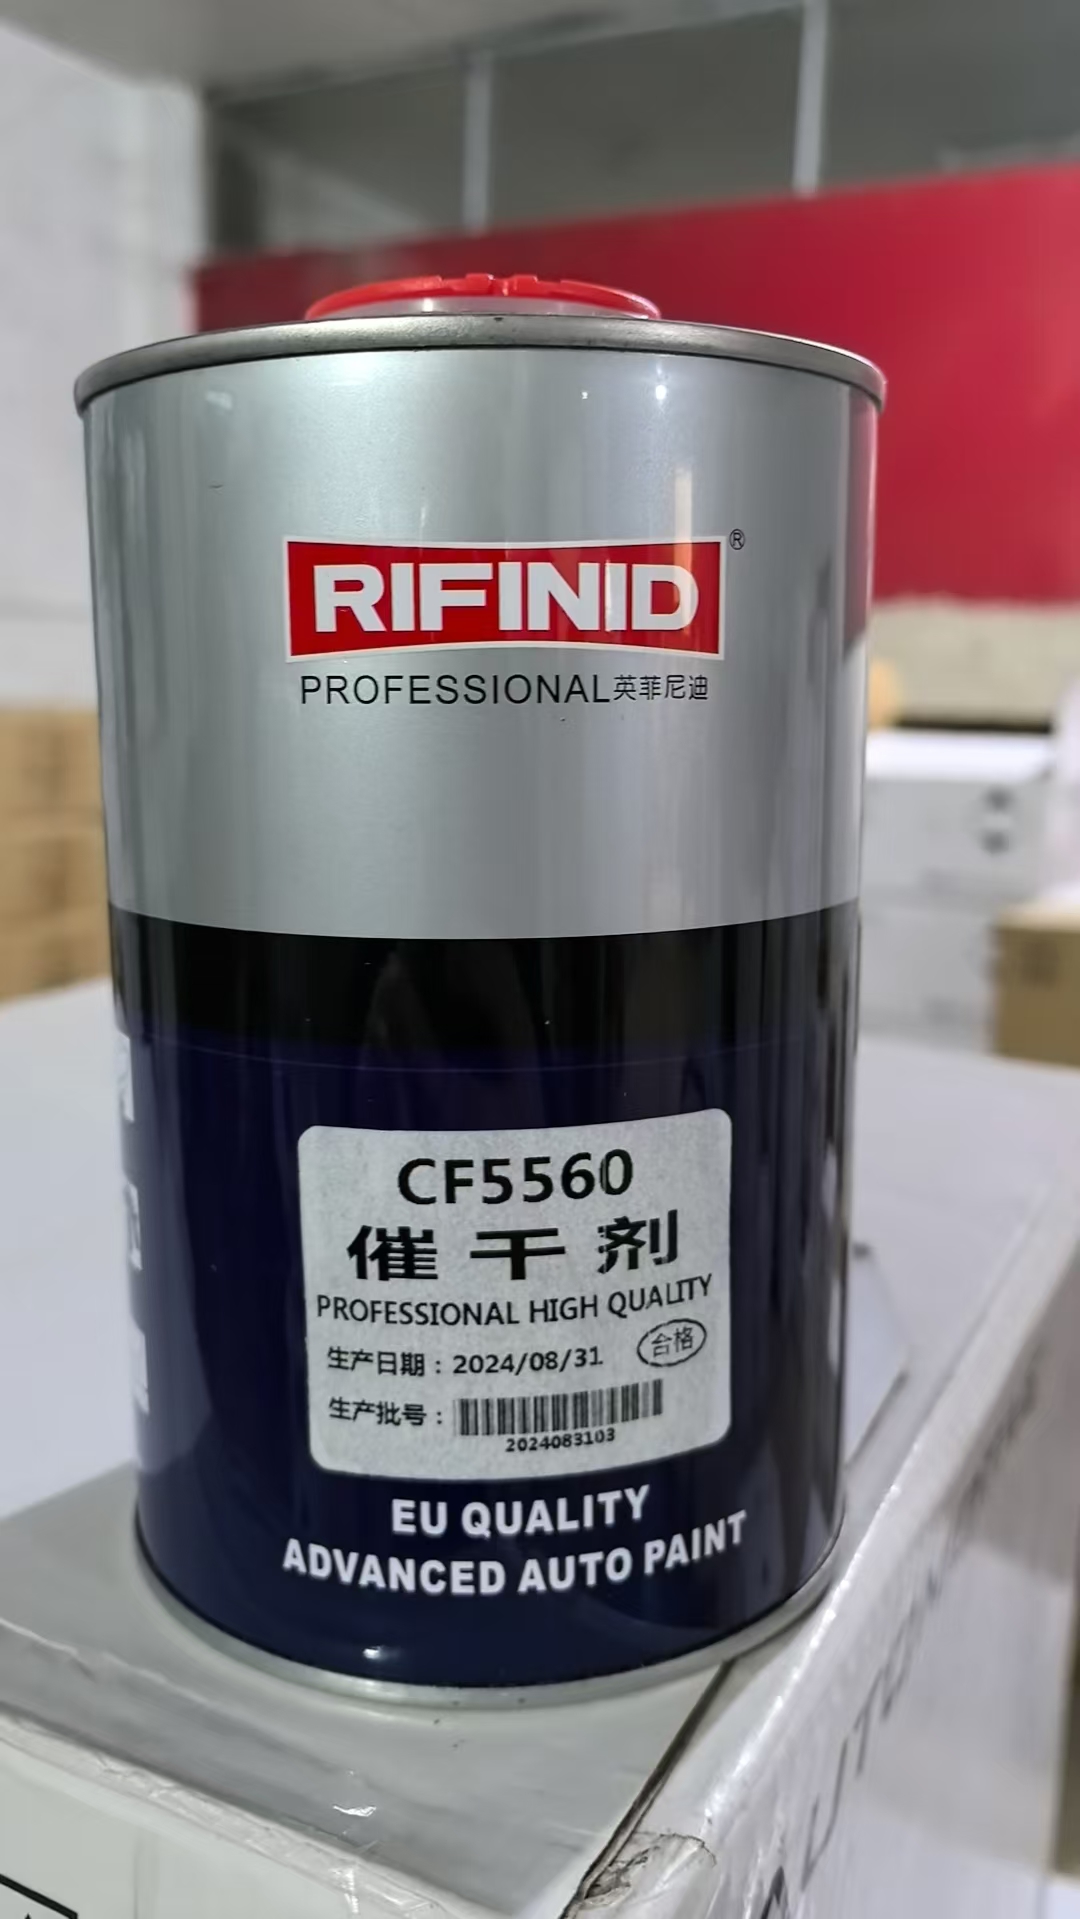 RIFINID®
PROFESSIONAL英菲尼迪
CF5560
催干剂
PROFESSIONAL HIGH QUALITY
生产日期：2024/08/31 合格
生产批号：
2024083103
EU QUALITY
ADVANCED AUTO PAINT